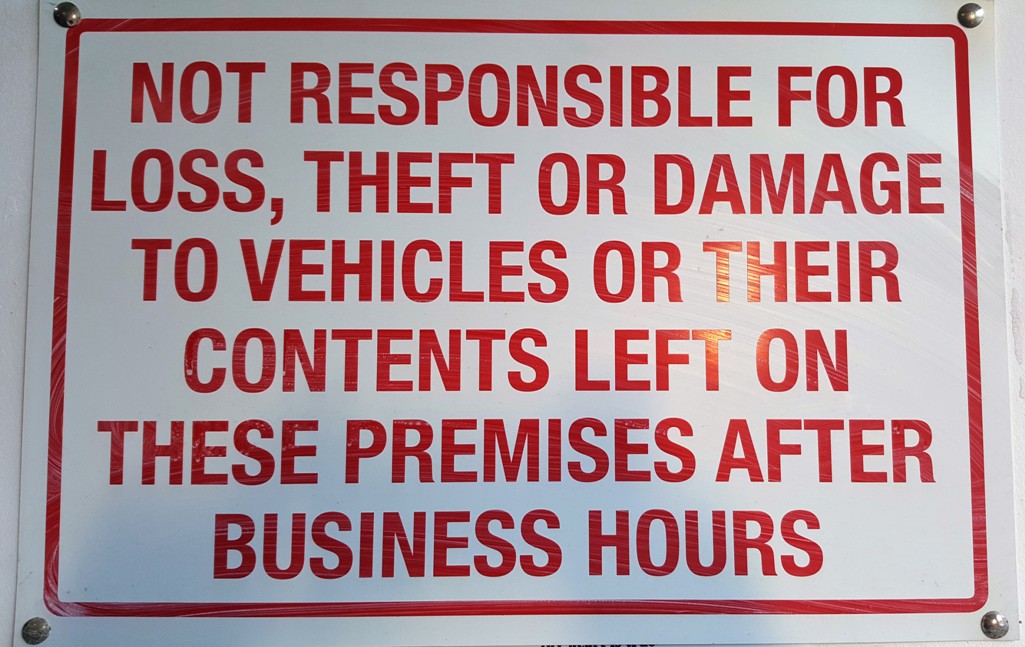 NOT RESPONSIBLE FOR
LOSS, THEFT OR DAMAGE
TO VEHICLES OR THEIR
CONTENTS LEFT ON
THESE PREMISES AFTER
BUSINESS HOURS